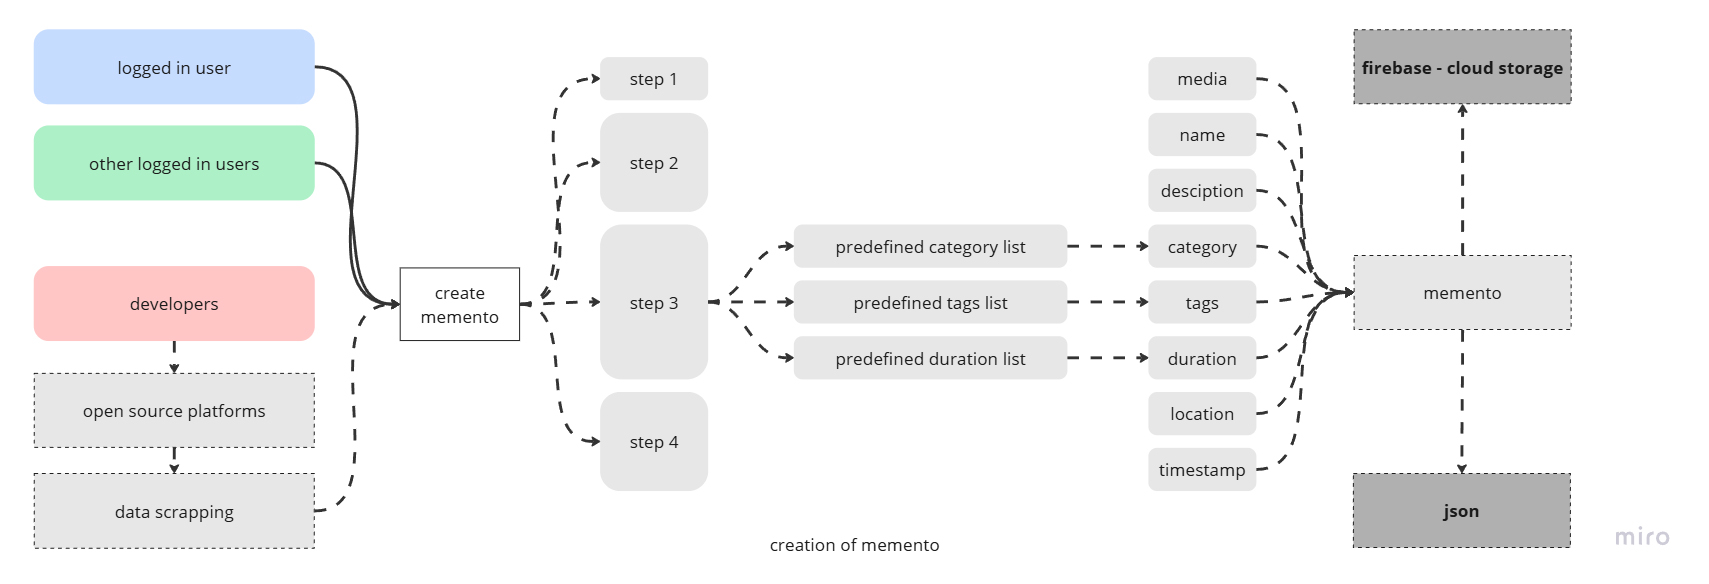 logged in user
other logged in users
developers
open source platforms
data scrapping
create
memento
step 1
step 2
step 3
step 4
predefined category list
predefined tags list
predefined duration list
media
name
desciption
category
tags
duration
location
timestamp
firebase - cloud storage
memento
json
creation of memento
miro